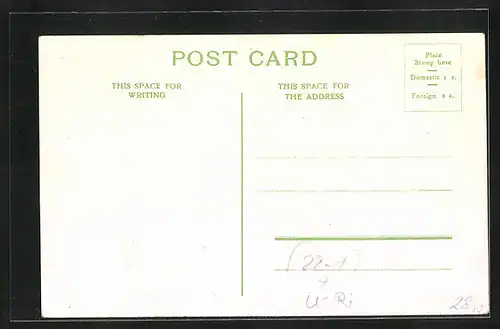 POST CARD
THIS SPACE FOR
WRITING
THIS SPACE FOR
THE ADDRESS
Place
Stamp here
Domestic 1 c.
Foreign 2 c.
(22-1)
U-Ri
28